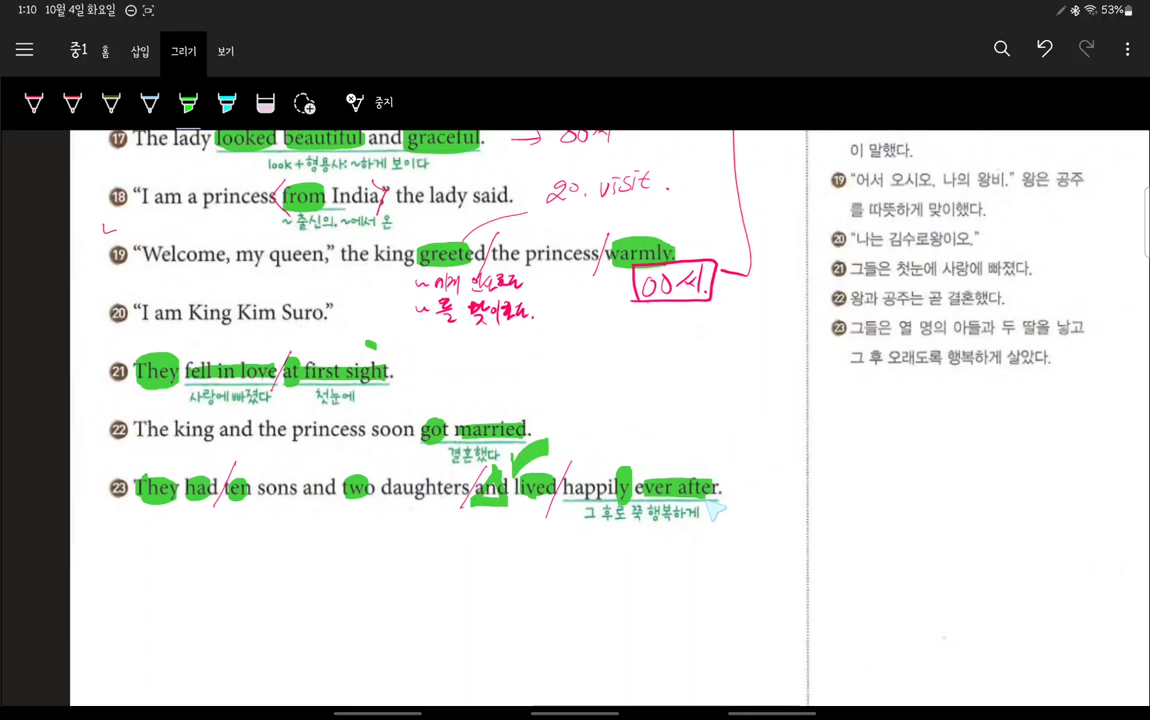 1:10 10월 4일 화요일 53%
중1 홈 삽입 그리기 보기
중지
⑰ The lady looked beautiful and graceful. → 형용사
look+형용사: ~하게 보이다
⑱ “I am a princess from India,” the lady said. 20. visit.
~ 출신의, ~에서 온
⑲ “Welcome, my queen,” the king greeted the princess warmly.
~에게 인사하다
~를 맞이하다.
⑳ “I am King Kim Suro.”
㉑ They fell in love at first sight.
사랑에 빠졌다 첫눈에
㉒ The king and the princess soon got married.
결혼했다
㉓ They had ten sons and two daughters and lived happily ever after.
그 후로 쭉 행복하게
이 말했다.
⑲ “어서 오시오, 나의 왕비.” 왕은 공주
를 따뜻하게 맞이했다.
⑳ “나는 김수로왕이오.”
㉑ 그들은 첫눈에 사랑에 빠졌다.
㉒ 왕과 공주는 곧 결혼했다.
㉓ 그들은 열 명의 아들과 두 딸을 낳고
그 후 오래도록 행복하게 살았다.